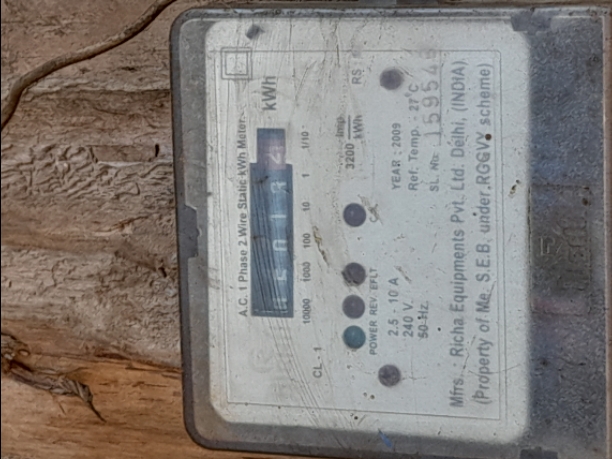 A.C. 1 Phase 2 Wire Static kWh Meter
kWh
10000 1000 100 10 1 1/10
CL - 1
3200 Imp/kWh
RS
POWER REV. EFLT CAL
2.5 - 10 A
240 V.
50-Hz.
YEAR : 2009
Ref. Temp. - 27°C
SL. No.
Mfrs. : Richa Equipments Pvt. Ltd. Delhi, (INDIA)
(Property of Me. S.E.B. under RGGVY scheme)